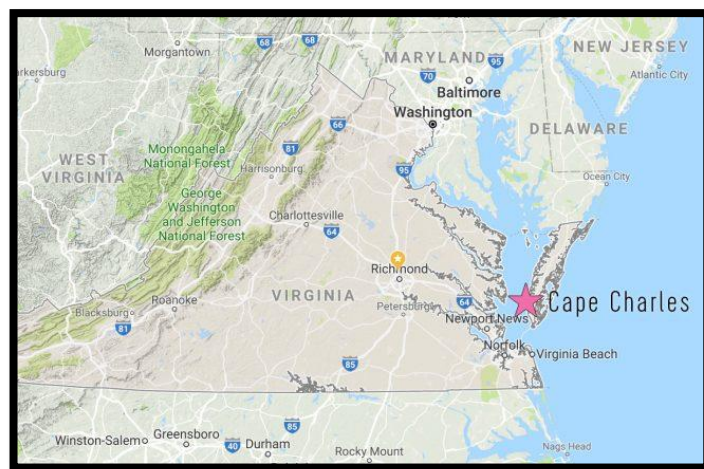 68
68
Morgantown
MARYLAND
95
NEW JERSEY
arkersburg
70
Atlantic City
Baltimore
Washington
66
DELAWARE
81
Monongahela
National Forest
WEST
VIRGINIA
Harrisonburg
95
Ocean City
George
Washington
and Jefferson
National Forest
Charlottesville
64
Richmond
VIRGINIA
64
Cape Charles
Roanoke
Blacksburg
Petersburg
Newport News
81
Norfolk
Virginia Beach
85
85
Winston-Salem
Greensboro
40
Durham
Rocky Mount
Nags Head